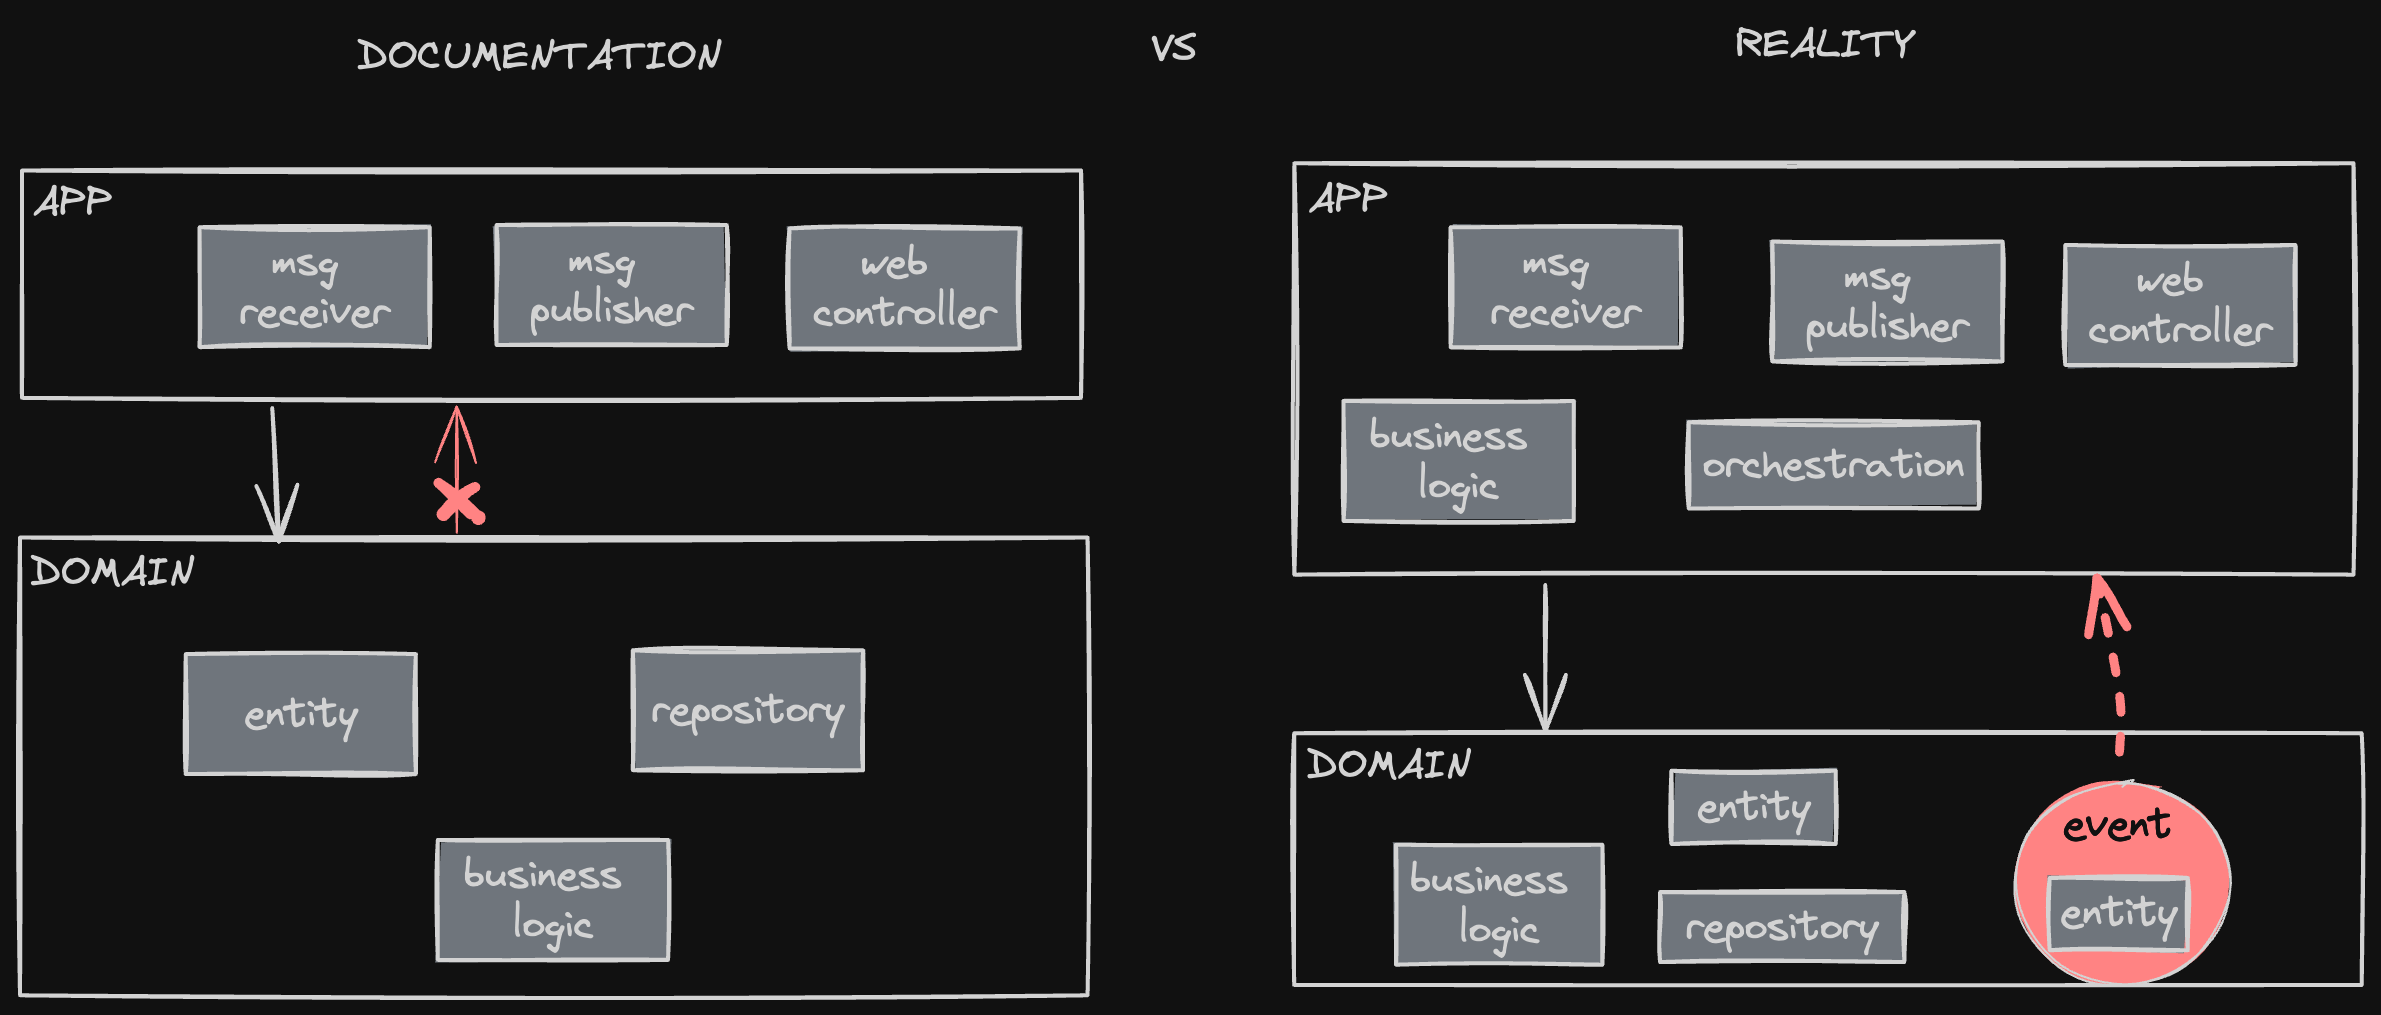 DOCUMENTATION
VS
REALITY
APP
msg
receiver
msg
publisher
web
controller
DOMAIN
entity
repository
business
logic
APP
msg
receiver
msg
publisher
web
controller
business
logic
orchestration
DOMAIN
entity
business
logic
repository
event
entity